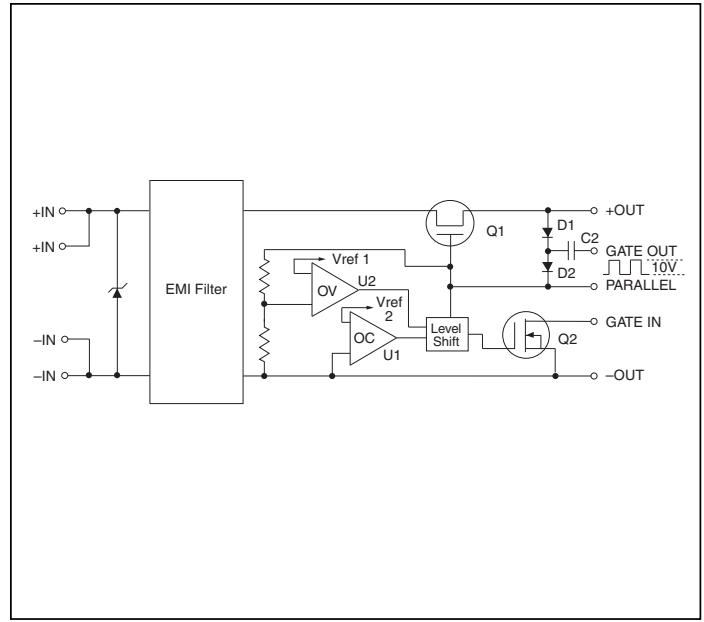 +IN
+IN
EMI Filter
–IN
–IN
Q1
+OUT
D1
C2
GATE OUT
10V
D2
PARALLEL
Vref 1
U2
OV
Vref
2
OC
U1
Level
Shift
GATE IN
Q2
–OUT